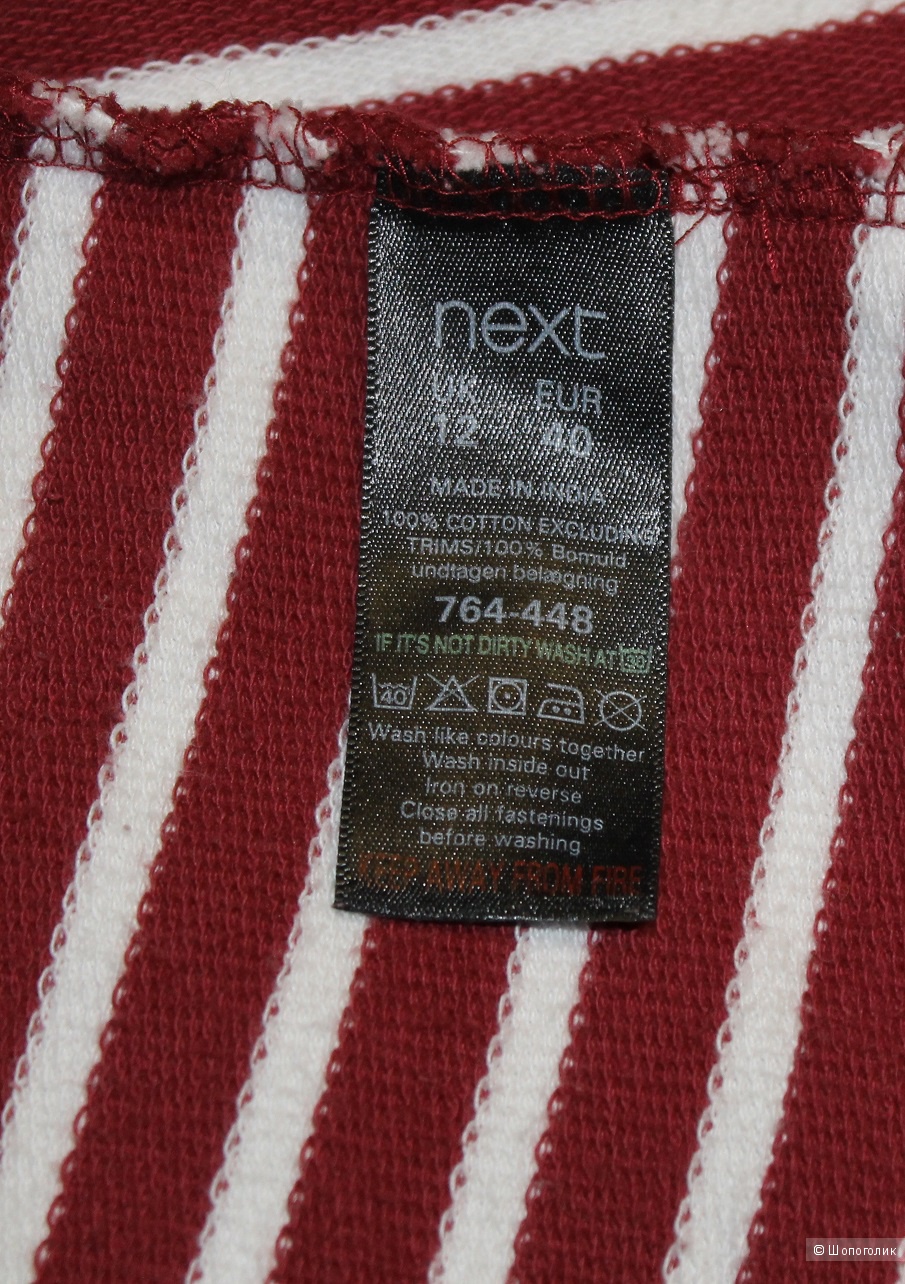 next
UK EUR
12 40
MADE IN INDIA
100% COTTON EXCLUDING
TRIMS/100% Bomuld
undtagen belægning
764-448
IF IT'S NOT DIRTY WASH AT 30
40
Wash like colours together
Wash inside out
Iron on reverse
Close all fastenings
before washing
KEEP AWAY FROM FIRE
© Шопоголик